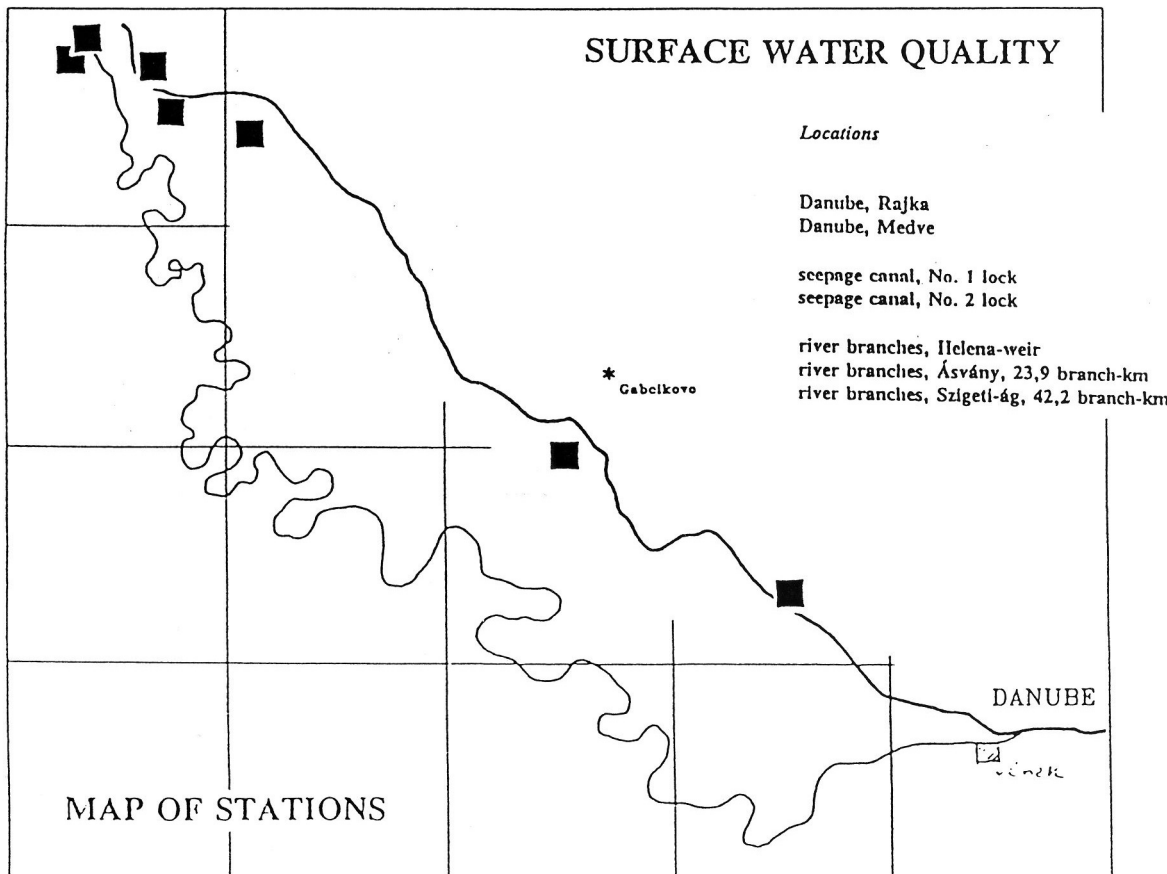 SURFACE WATER QUALITY
Locations
Danube, Rajka
Danube, Medve
seepage canal, No. 1 lock
seepage canal, No. 2 lock
river branches, Helena-weir
river branches, Ásvány, 23,9 branch-km
river branches, Szigeti-ág, 42,2 branch-km
* Gabcikovo
DANUBE
MAP OF STATIONS